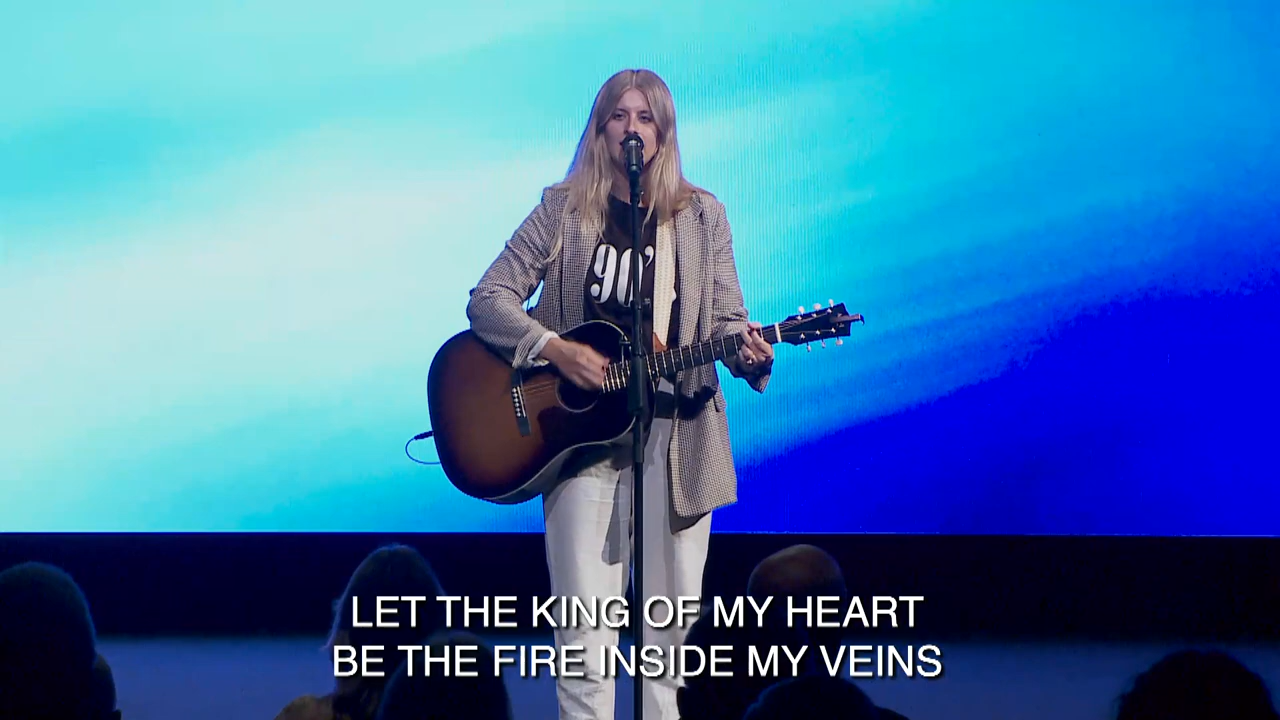 90'
LET THE KING OF MY HEART
BE THE FIRE INSIDE MY VEINS